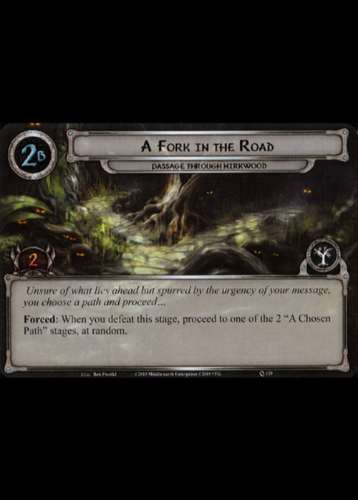 2B
A Fork in the Road
Passage Through Mirkwood
2
Unsure of what lies ahead but spurred by the urgency of your message,
you choose a path and proceed...
Forced: When you defeat this stage, proceed to one of the 2 “A Chosen
Path” stages, at random.